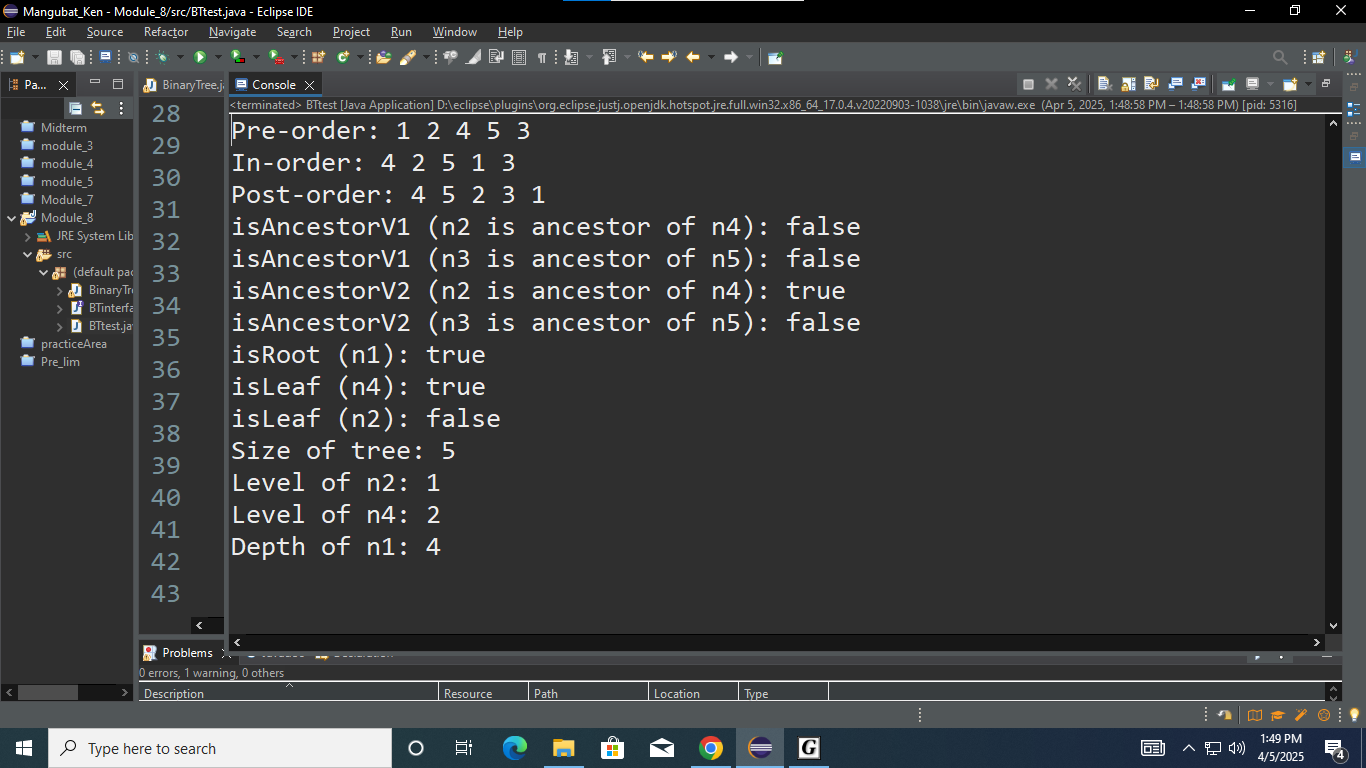 Mangubat_Ken - Module_8/src/BTtest.java - Eclipse IDE
File Edit Source Refactor Navigate Search Project Run Window Help
Pa...
BinaryTree.j
Console
<terminated> BTtest [Java Application] D:\eclipse\plugins\org.eclipse.justj.openjdk.hotspot.jre.full.win32.x86_64_17.0.4.v20220903-1038\jre\bin\javaw.exe (Apr 5, 2025, 1:48:58 PM – 1:48:58 PM) [pid: 5316]
Midterm
module_3
module_4
module_5
Module_7
Module_8
JRE System Lib
src
(default pac
BinaryTre
BTinterfa
BTtest.ja
practiceArea
Pre_lim
28
29
30
31
32
33
34
35
36
37
38
39
40
41
42
43
Pre-order: 1 2 4 5 3
In-order: 4 2 5 1 3
Post-order: 4 5 2 3 1
isAncestorV1 (n2 is ancestor of n4): false
isAncestorV1 (n3 is ancestor of n5): false
isAncestorV2 (n2 is ancestor of n4): true
isAncestorV2 (n3 is ancestor of n5): false
isRoot (n1): true
isLeaf (n4): true
isLeaf (n2): false
Size of tree: 5
Level of n2: 1
Level of n4: 2
Depth of n1: 4
Problems
0 errors, 1 warning, 0 others
Description Resource Path Location Type
Type here to search
G
1:49 PM
4/5/2025
4